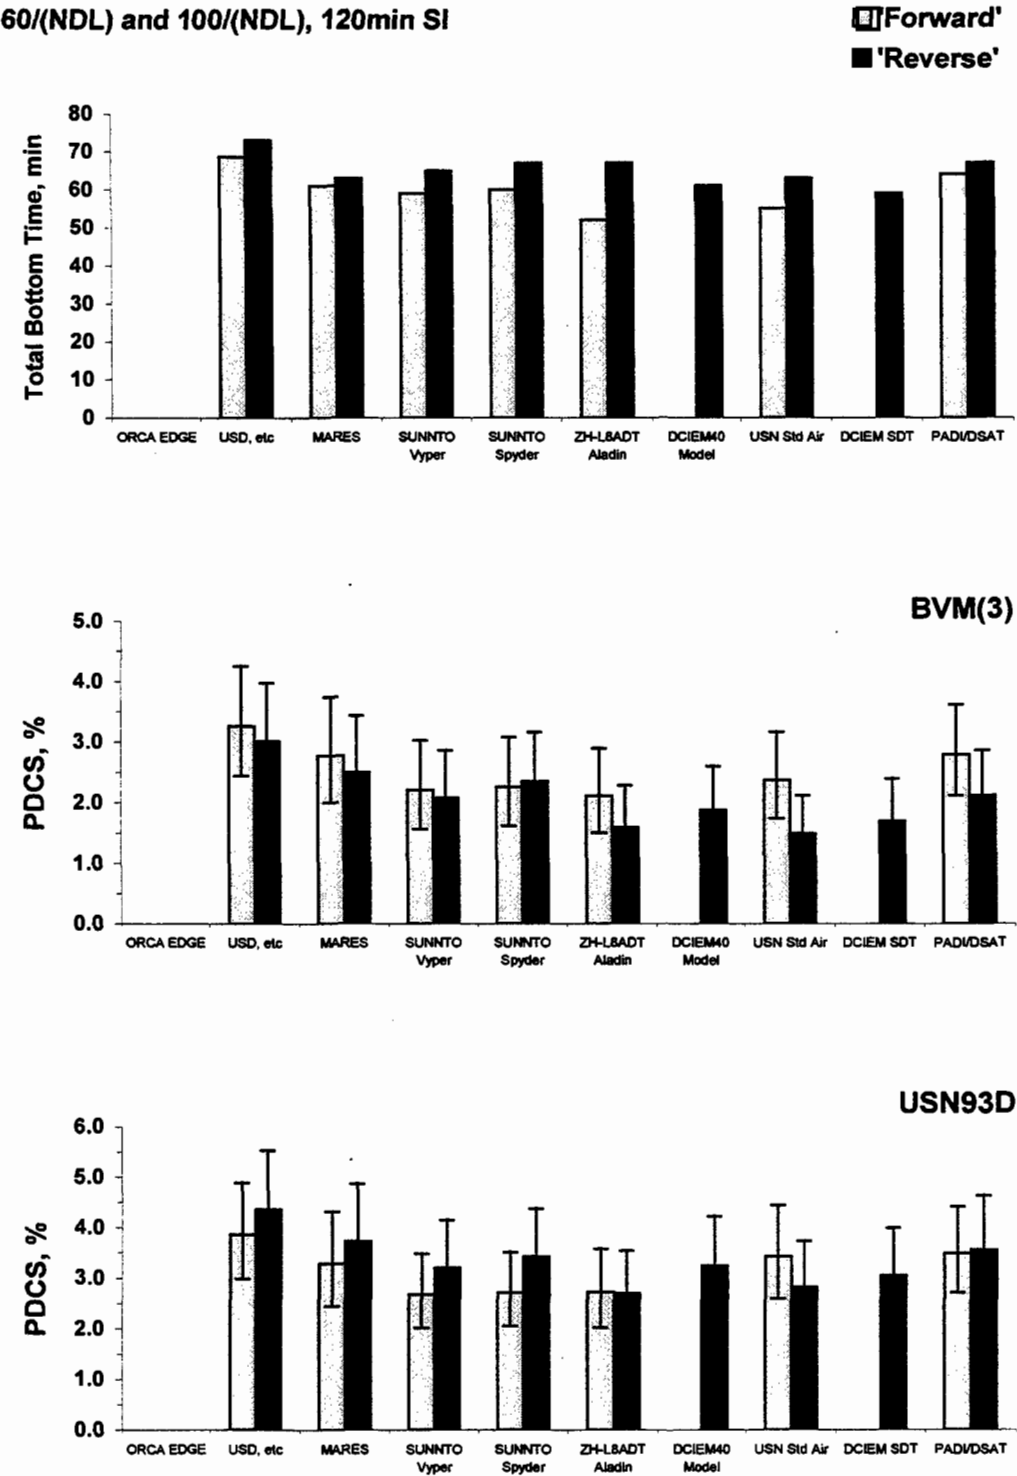 60/(NDL) and 100/(NDL), 120min SI
'Forward'
'Reverse'
Total Bottom Time, min
80
70
60
50
40
30
20
10
0
ORCA EDGE USD, etc MARES SUNNTO SUNNTO ZH-L8ADT DCIEM40 USN Std Air DCIEM SDT PADI/DSAT
Vyper Spyder Aladin Model
BVM(3)
PDCS, %
5.0
4.0
3.0
2.0
1.0
0.0
ORCA EDGE USD, etc MARES SUNNTO SUNNTO ZH-L8ADT DCIEM40 USN Std Air DCIEM SDT PADI/DSAT
Vyper Spyder Aladin Model
USN93D
PDCS, %
6.0
5.0
4.0
3.0
2.0
1.0
0.0
ORCA EDGE USD, etc MARES SUNNTO SUNNTO ZH-L8ADT DCIEM40 USN Std Air DCIEM SDT PADI/DSAT
Vyper Spyder Aladin Model